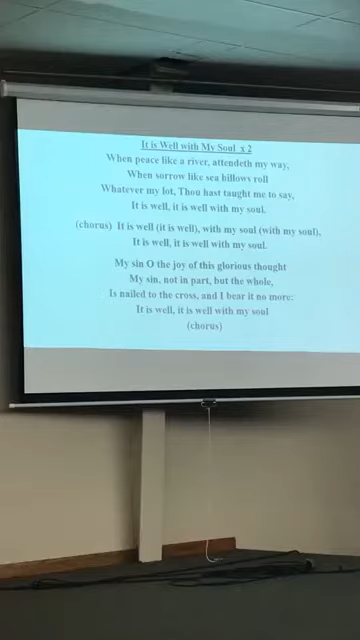 It is Well with My Soul x 2
When peace like a river, attendeth my way,
When sorrow like sea billows roll
Whatever my lot, Thou hast taught me to say,
It is well, it is well with my soul.
(chorus) It is well (it is well), with my soul (with my soul),
It is well, it is well with my soul.
My sin O the joy of this glorious thought
My sin, not in part, but the whole,
Is nailed to the cross, and I bear it no more:
It is well, it is well with my soul
(chorus)